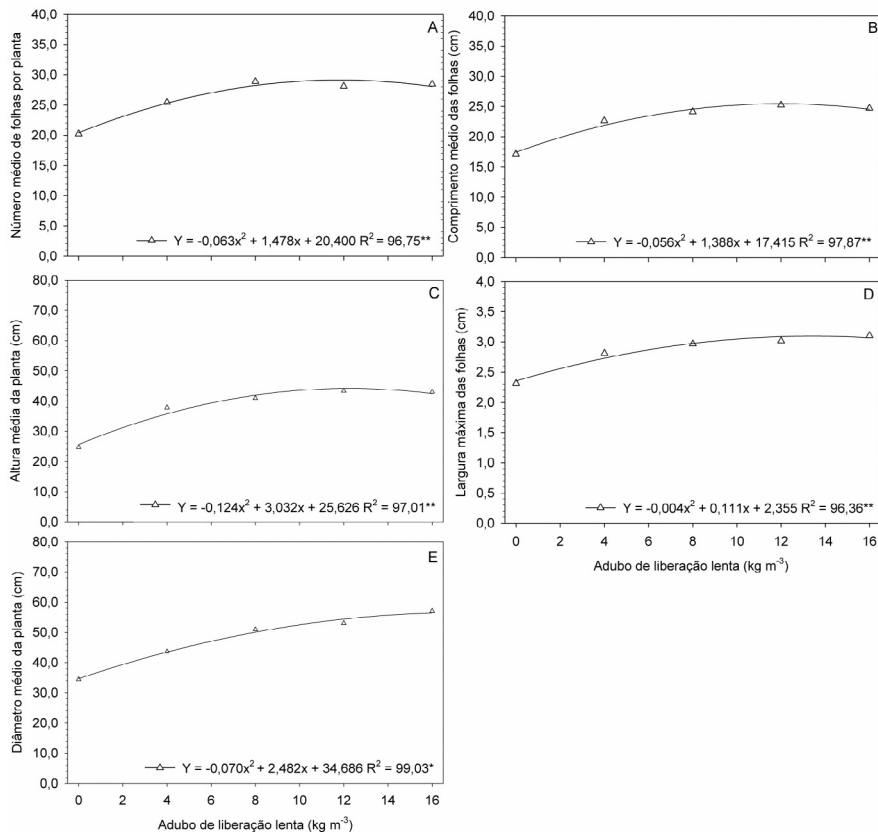 A
Número médio de folhas por planta
40,0
35,0
30,0
25,0
20,0
15,0
10,0
5,0
0,0
Y = -0,063x² + 1,478x + 20,400 R² = 96,75**
B
Comprimento médio das folhas (cm)
40,0
35,0
30,0
25,0
20,0
15,0
10,0
5,0
0,0
Y = -0,056x² + 1,388x + 17,415 R² = 97,87**
C
Altura média da planta (cm)
80,0
70,0
60,0
50,0
40,0
30,0
20,0
10,0
0,0
Y = -0,124x² + 3,032x + 25,626 R² = 97,01**
D
Largura máxima das folhas (cm)
4,0
3,5
3,0
2,5
2,0
1,5
1,0
0,5
0,0
Y = -0,004x² + 0,111x + 2,355 R² = 96,36**
0 2 4 6 8 10 12 14 16
Adubo de liberação lenta (kg m⁻³)
E
Diâmetro médio da planta (cm)
80,0
70,0
60,0
50,0
40,0
30,0
20,0
10,0
0,0
Y = -0,070x² + 2,482x + 34,686 R² = 99,03*
0 2 4 6 8 10 12 14 16
Adubo de liberação lenta (kg m⁻³)